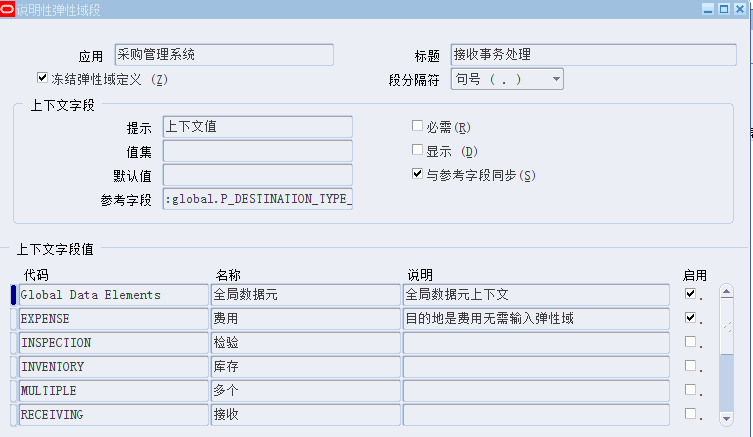 说明性弹性域段
应用 采购管理系统 标题 接收事务处理
冻结弹性域定义 (Z) 段分隔符 句号 ( . )
上下文字段
提示 上下文值 必需(R)
值集 显示 (D)
默认值 与参考字段同步(S)
参考字段 :global.P_DESTINATION_TYPE_
上下文字段值
代码 名称 说明 启用
Global Data Elements 全局数据元 全局数据元上下文 .
EXPENSE 费用 目的地是费用无需输入弹性域 .
INSPECTION 检验 .
INVENTORY 库存 .
MULTIPLE 多个 .
RECEIVING 接收 .